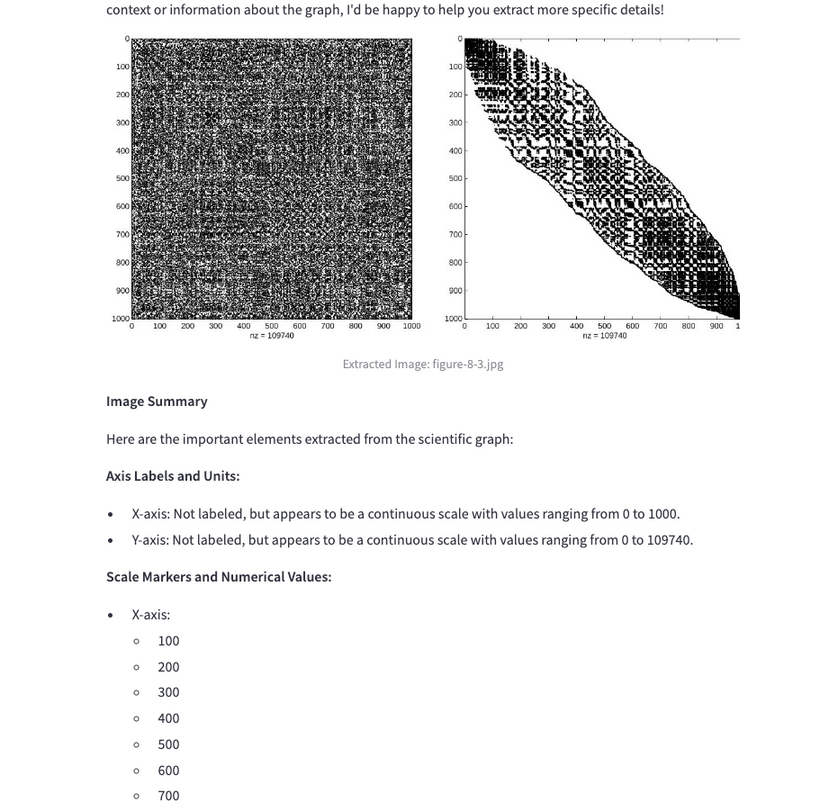 context or information about the graph, I'd be happy to help you extract more specific details!
0
100
200
300
400
500
600
700
800
900
1000
0 100 200 300 400 500 600 700 800 900 1000
nz = 109740
0
100
200
300
400
500
600
700
800
900
1000
0 100 200 300 400 500 600 700 800 900 1
nz = 109740
Extracted Image: figure-8-3.jpg
Image Summary
Here are the important elements extracted from the scientific graph:
Axis Labels and Units:
• X-axis: Not labeled, but appears to be a continuous scale with values ranging from 0 to 1000.
• Y-axis: Not labeled, but appears to be a continuous scale with values ranging from 0 to 109740.
Scale Markers and Numerical Values:
• X-axis:
○ 100
○ 200
○ 300
○ 400
○ 500
○ 600
○ 700